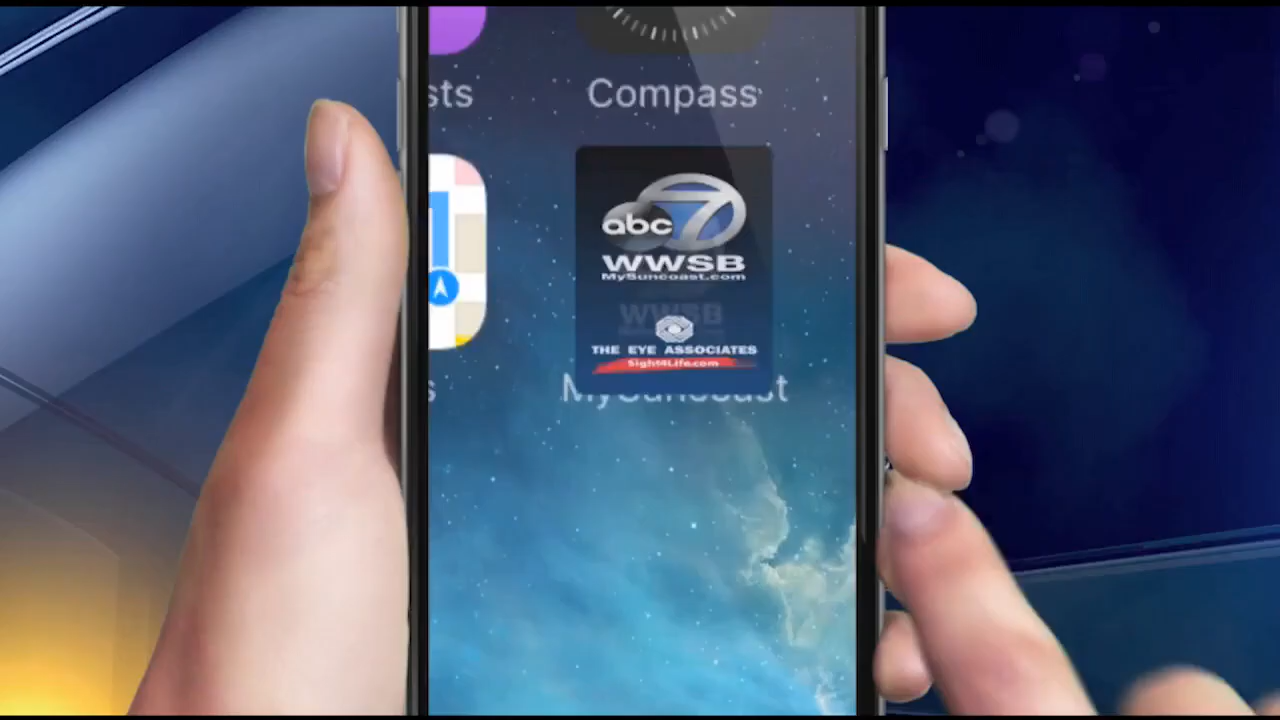 sts
Compass
abc 7
WWSB
MySuncoast.com
WWSB
THE EYE ASSOCIATES
Sight4Life.com
s
MySuncoast